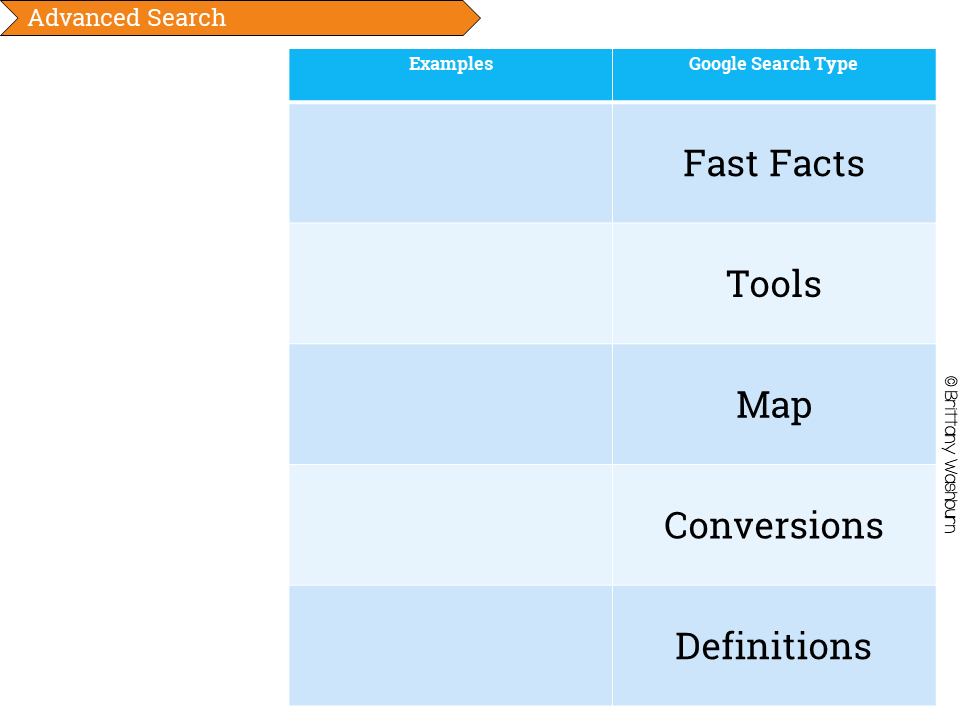 Advanced Search
Examples
Google Search Type
Fast Facts
Tools
Map
Conversions
Definitions
© Brittany Washburn